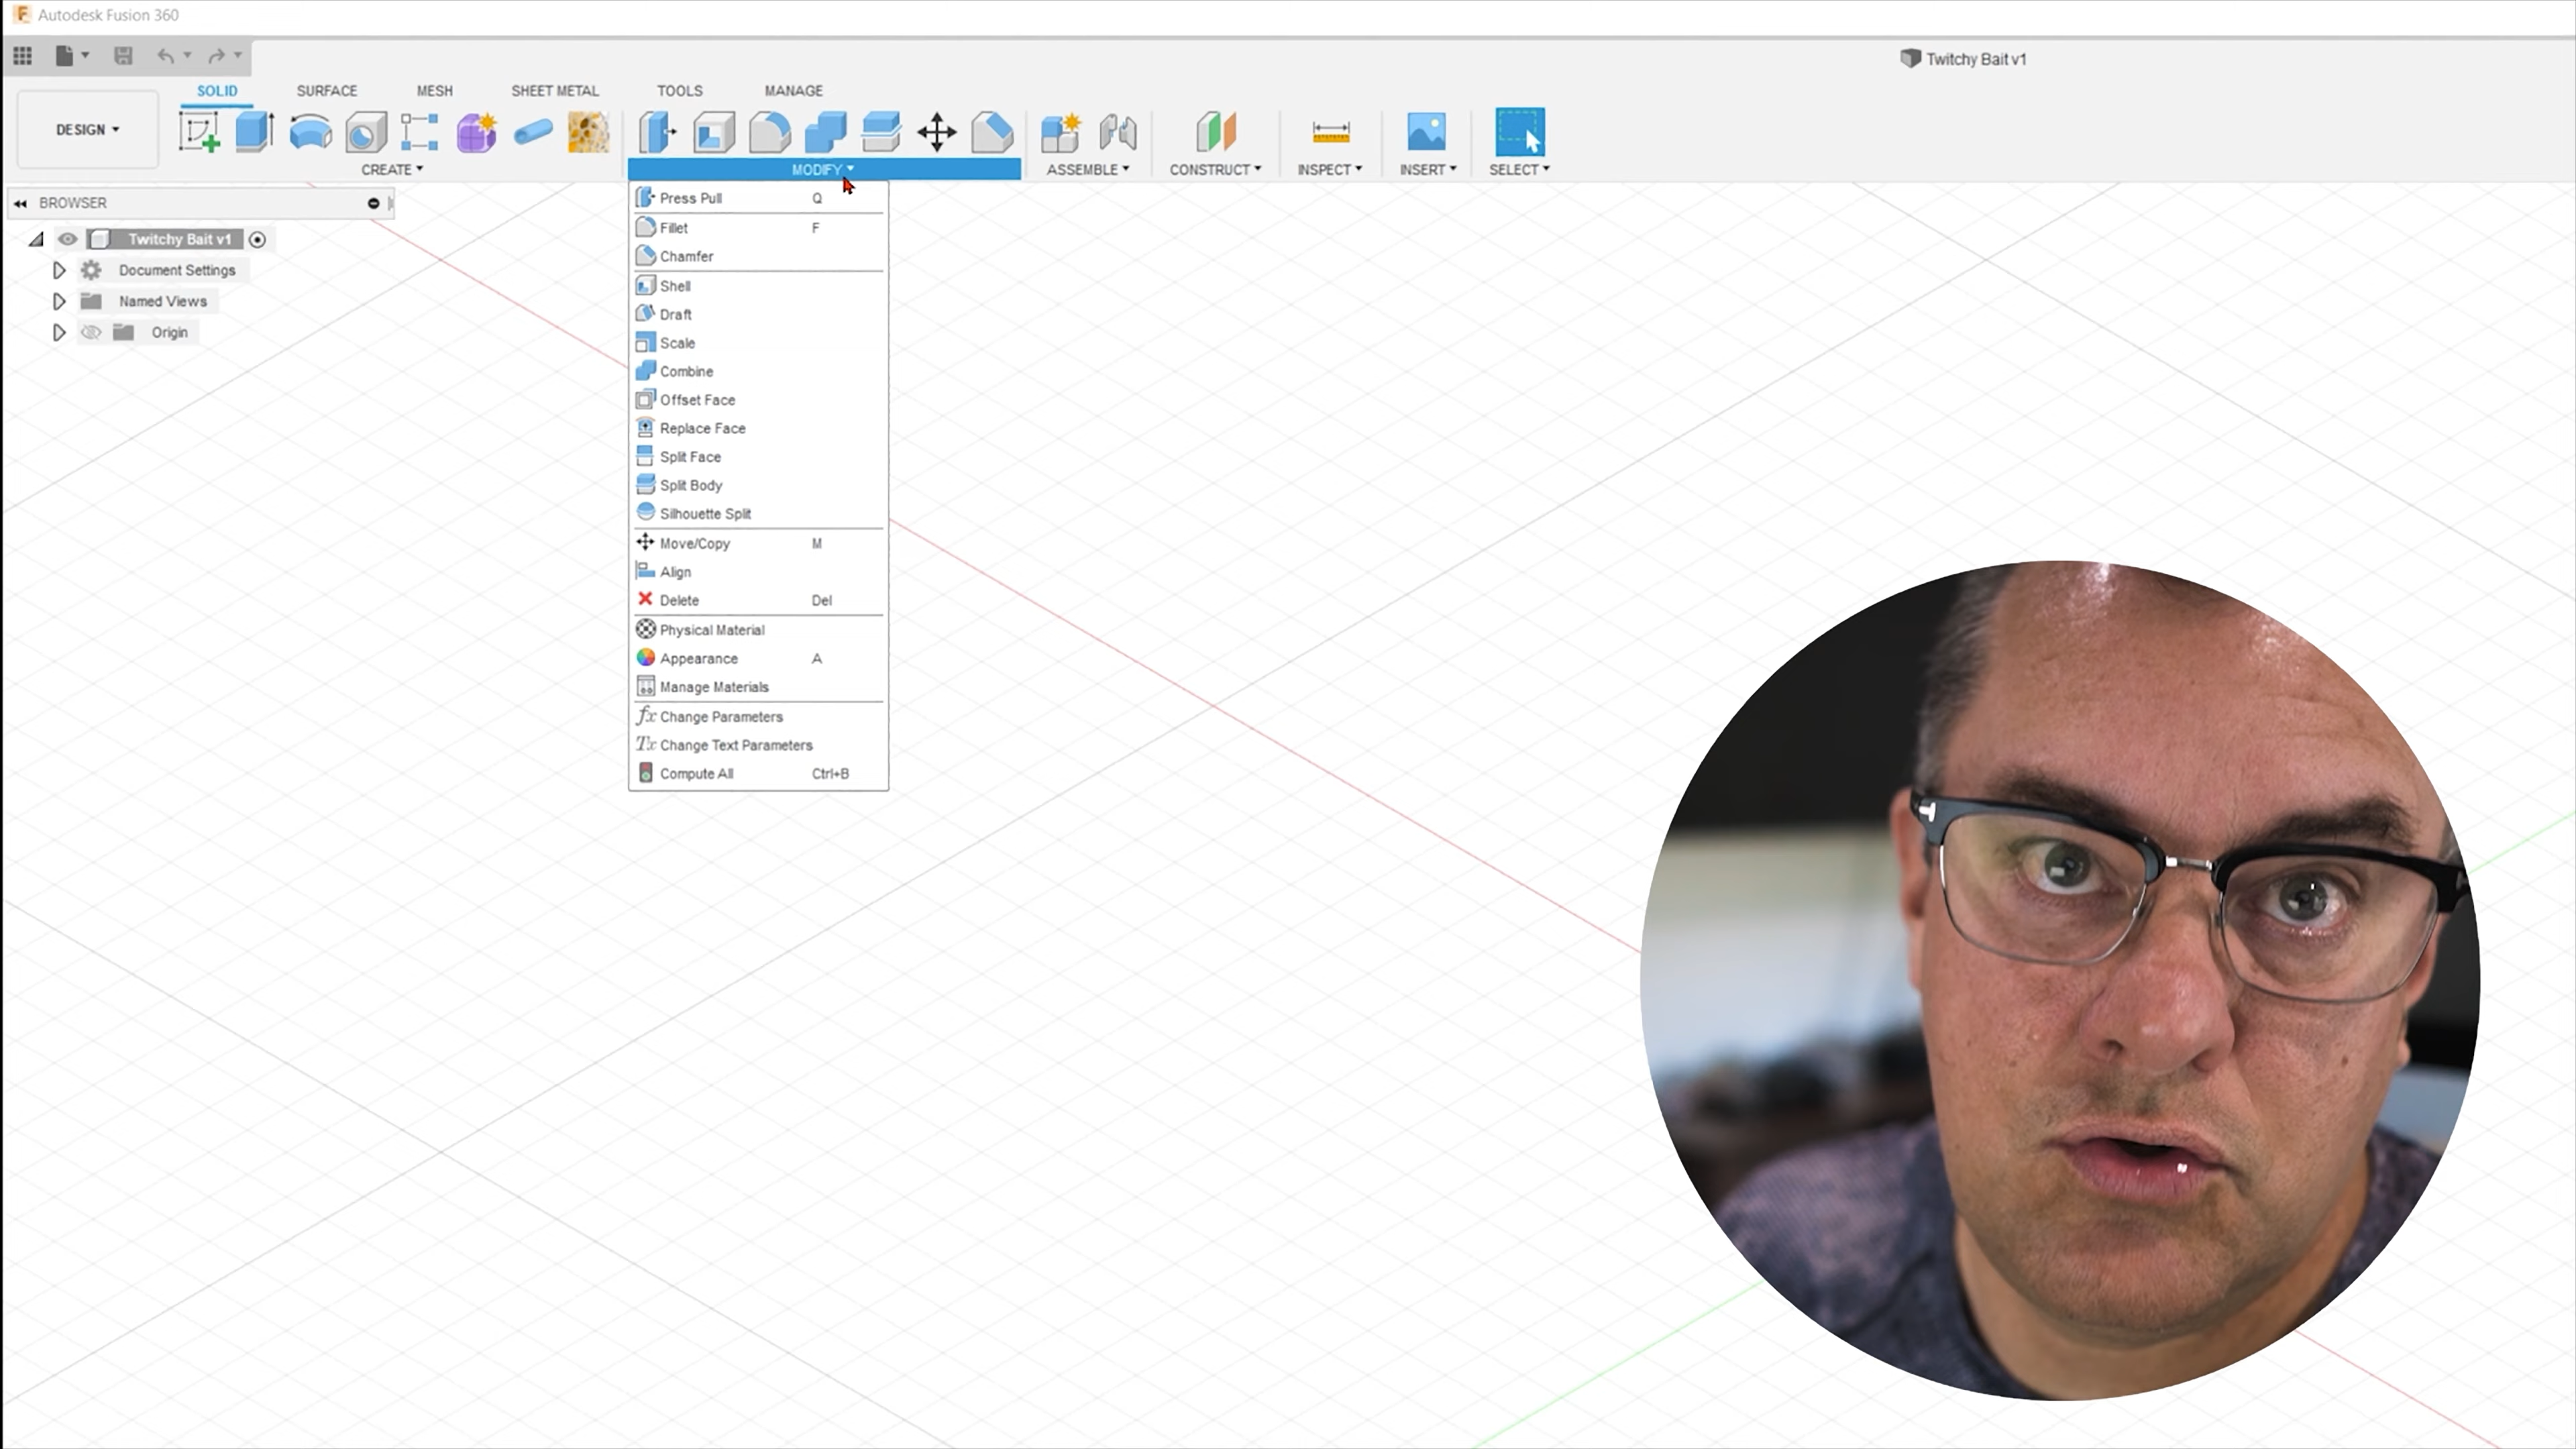 Autodesk Fusion 360
Twitchy Bait v1
SOLID SURFACE MESH SHEET METAL TOOLS MANAGE
DESIGN
CREATE MODIFY ASSEMBLE CONSTRUCT INSPECT INSERT SELECT
BROWSER
Twitchy Bait v1
Document Settings
Named Views
Origin
Press Pull Q
Fillet F
Chamfer
Shell
Draft
Scale
Combine
Offset Face
Replace Face
Split Face
Split Body
Silhouette Split
Move/Copy M
Align
Delete Del
Physical Material
Appearance A
Manage Materials
fx Change Parameters
Tx Change Text Parameters
Compute All Ctrl+B